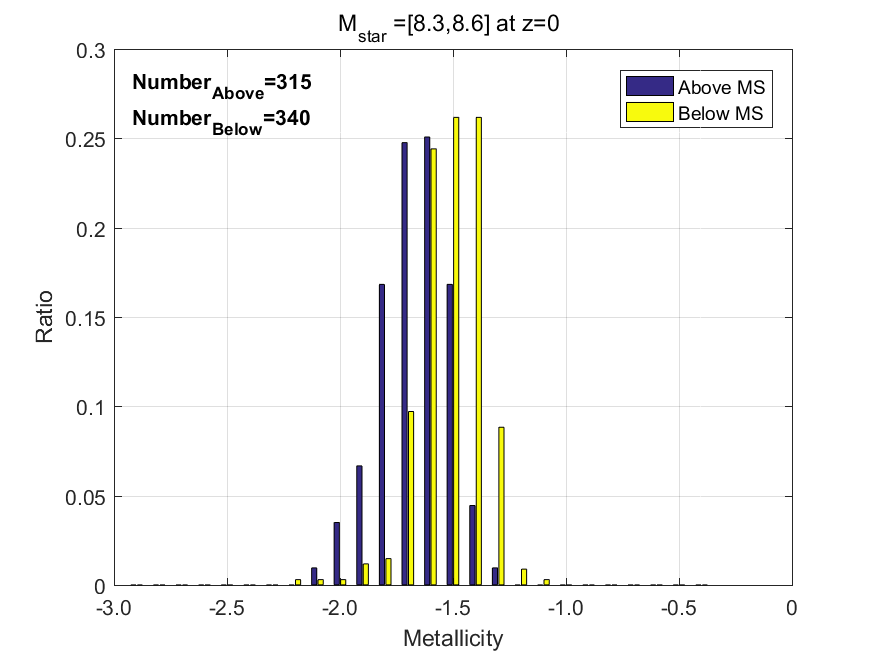 M_star =[8.3,8.6] at z=0
0.3
0.25
0.2
0.15
0.1
0.05
0
Number_Above=315
Number_Below=340
Above MS
Below MS
Ratio
-3.0 -2.5 -2.0 -1.5 -1.0 -0.5 0
Metallicity